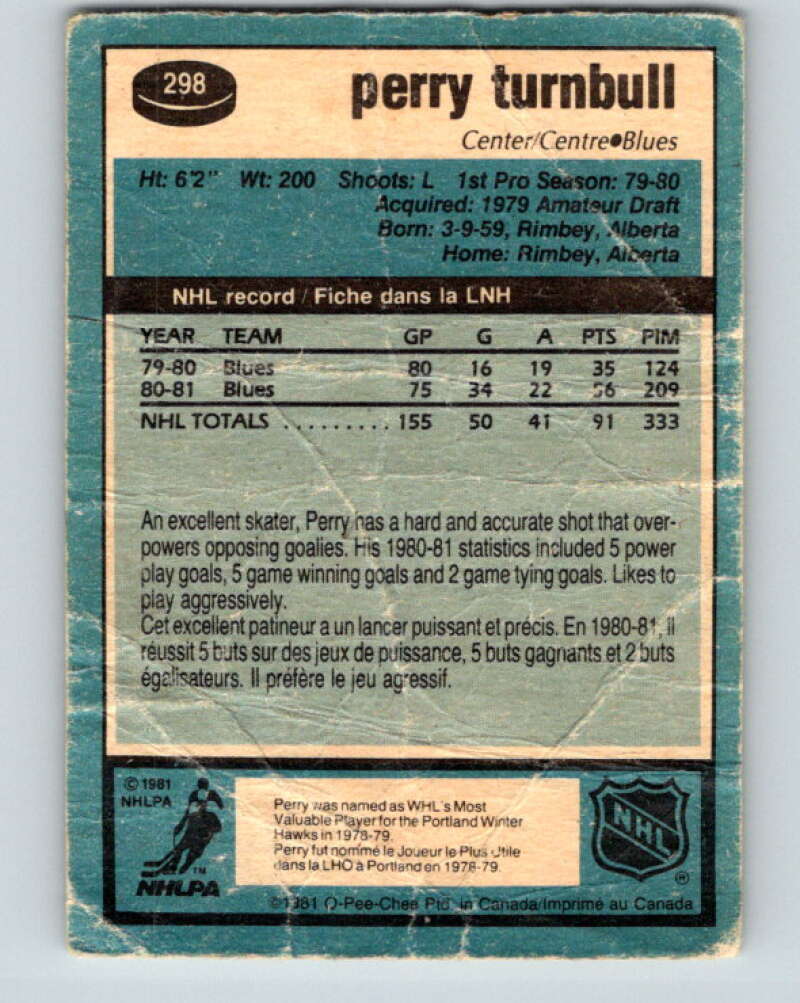 298
perry turnbull
Center/Centre●Blues
Ht: 6'2" Wt: 200 Shoots: L 1st Pro Season: 79-80
Acquired: 1979 Amateur Draft
Born: 3-9-59, Rimbey, Alberta
Home: Rimbey, Alberta
NHL record / Fiche dans la LNH
YEAR TEAM GP G A PTS PIM
79-80 Blues 80 16 19 35 124
80-81 Blues 75 34 22 56 209
NHL TOTALS .......... 155 50 41 91 333
An excellent skater, Perry has a hard and accurate shot that over-
powers opposing goalies. His 1980-81 statistics included 5 power
play goals, 5 game winning goals and 2 game tying goals. Likes to
play aggressively.
Cet excellent patineur a un lancer puissant et précis. En 1980-81, il
réussit 5 buts sur des jeux de puissance, 5 buts gagnants et 2 buts
égalisateurs. Il préfère le jeu agressif.
© 1981
NHLPA
TM
NHLPA
Perry was named as WHL's Most
Valuable Player for the Portland Winter
Hawks in 1978-79.
Perry fut nommé le Joueur le Plus Utile
dans la LHO à Portland en 1978-79.
NHL
®
©1981 O-Pee-Chee Ptd. in Canada/Imprimé au Canada